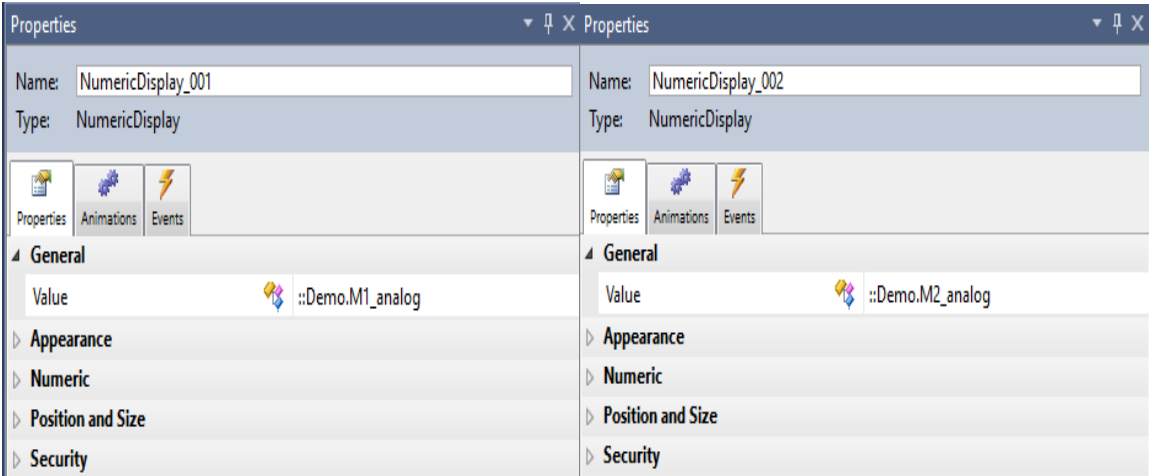 Properties
Name: NumericDisplay_001
Type: NumericDisplay
Properties Animations Events
General
Value ::Demo.M1_analog
Appearance
Numeric
Position and Size
Security
Properties
Name: NumericDisplay_002
Type: NumericDisplay
Properties Animations Events
General
Value ::Demo.M2_analog
Appearance
Numeric
Position and Size
Security